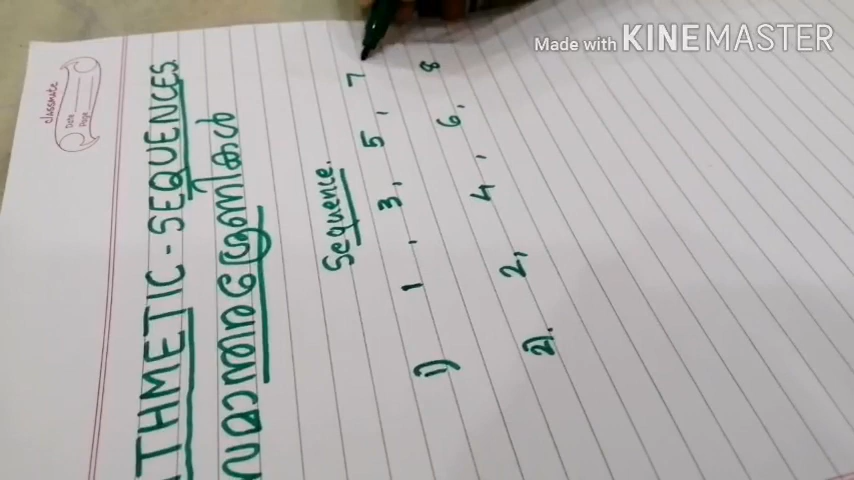 Made with KINEMASTER
classmate
Date
Page
ITHMETIC - SEQUENCES.
സമാന്തരശ്രേണികൾ
Sequence.
1) 1, 3, 5, 7
2). 2, 4, 6, 8